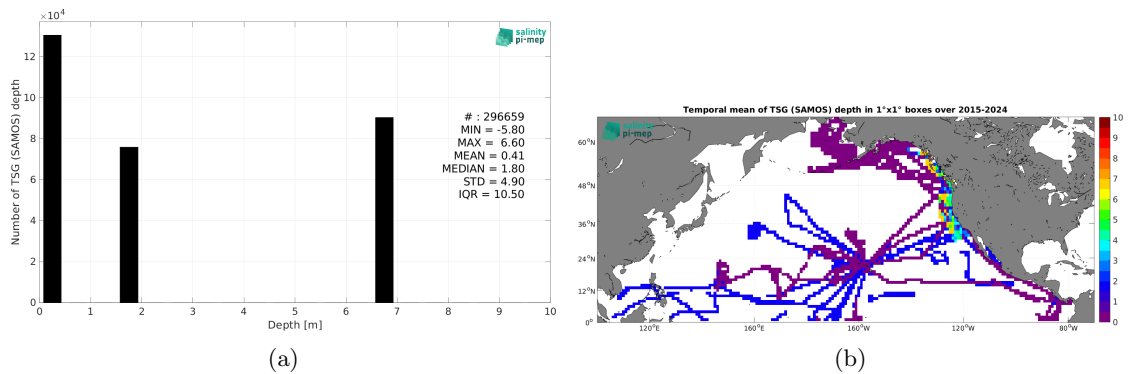 ×10⁴
salinity
pi-mep
12
10
8
6
4
2
0
Number of TSG (SAMOS) depth
# : 296659
MIN = -5.80
MAX = 6.60
MEAN = 0.41
MEDIAN = 1.80
STD = 4.90
IQR = 10.50
0 1 2 3 4 5 6 7 8 9 10
Depth [m]
(a)
Temporal mean of TSG (SAMOS) depth in 1°x1° boxes over 2015-2024
salinity
pi-mep
60°N
48°N
36°N
24°N
12°N
0°
120°E 160°E 160°W 120°W 80°W
10
9
8
7
6
5
4
3
2
1
0
(b)